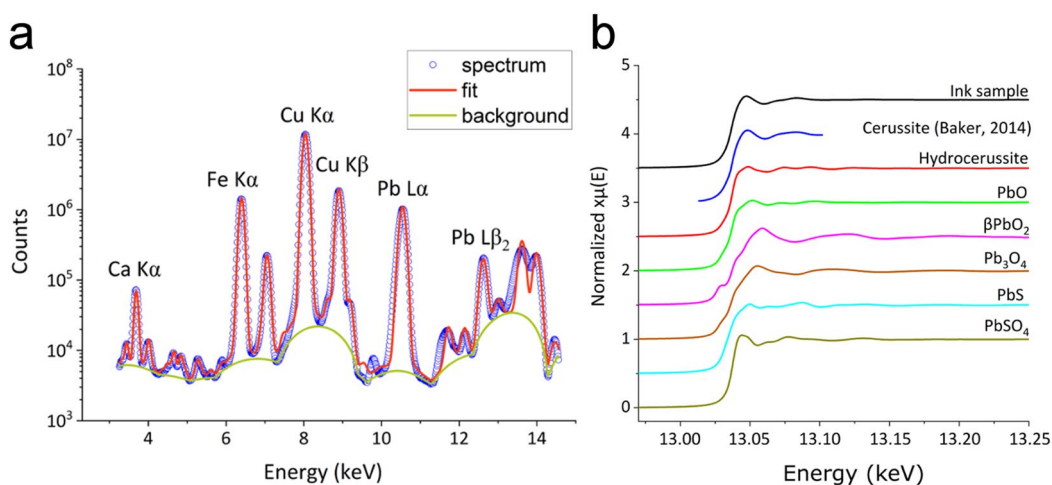 a
10⁸
10⁷
10⁶
10⁵
10⁴
10³
Counts
4 6 8 10 12 14
Energy (keV)
spectrum
fit
background
Ca Kα
Fe Kα
Cu Kα
Cu Kβ
Pb Lα
Pb Lβ₂
b
5
4
3
2
1
0
Normalized xμ(E)
13.00 13.05 13.10 13.15 13.20 13.25
Energy (keV)
Ink sample
Cerussite (Baker, 2014)
Hydrocerussite
PbO
βPbO₂
Pb₃O₄
PbS
PbSO₄